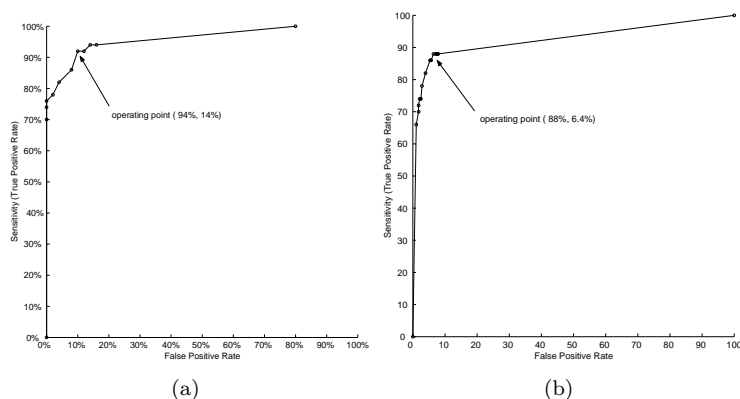 100%
90%
80%
70%
60%
50%
40%
30%
20%
10%
0%
Sensitivity (True Positive Rate)
operating point ( 94%, 14%)
0% 10% 20% 30% 40% 50% 60% 70% 80% 90% 100%
False Positive Rate
(a)
100
90
80
70
60
50
40
30
20
10
0
Sensitivity (True Positive Rate)
operating point ( 88%, 6.4%)
0 10 20 30 40 50 60 70 80 90 100
False Positive Rate
(b)